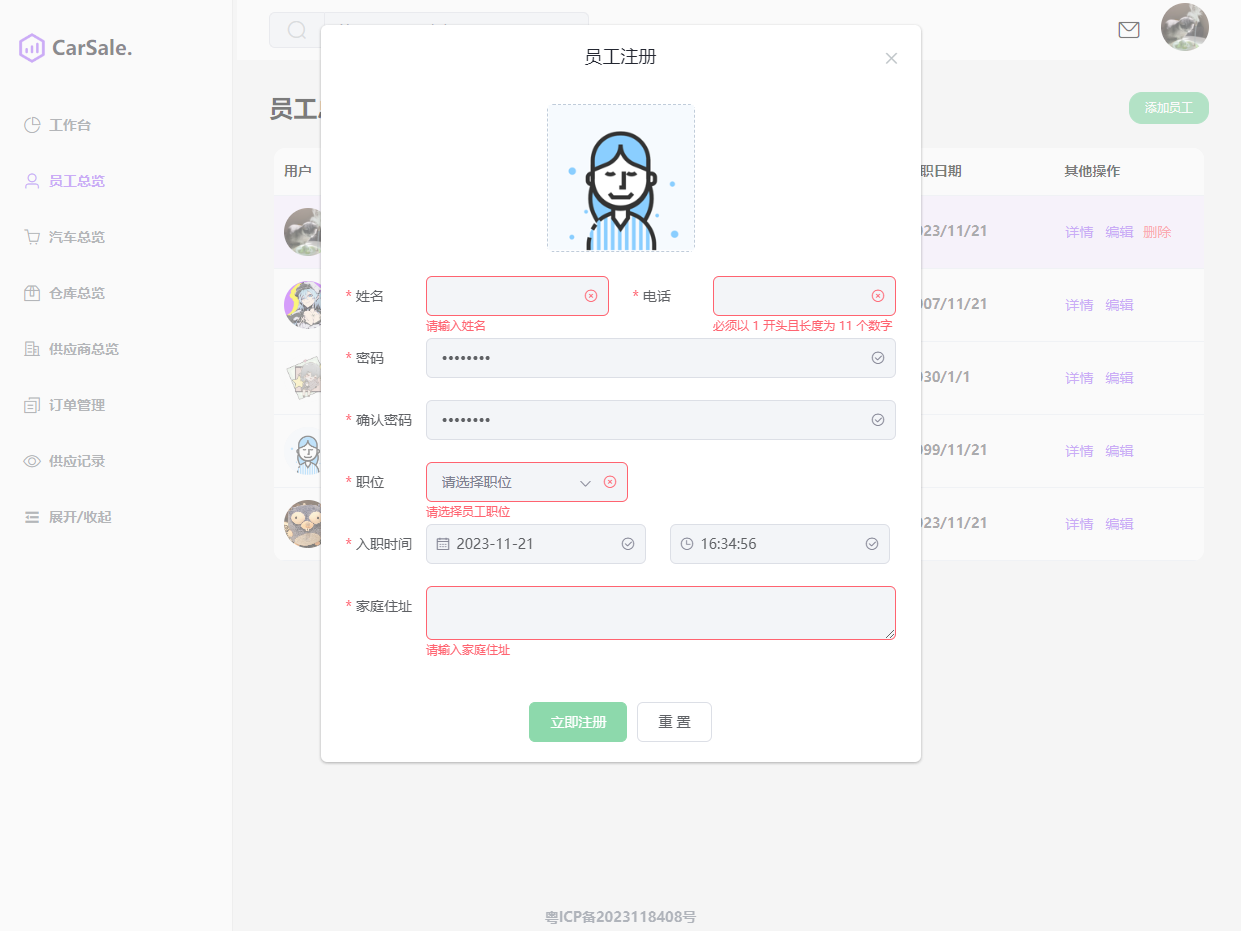 CarSale.
工作台
员工总览
汽车总览
仓库总览
供应商总览
订单管理
供应记录
展开/收起
员工
添加员工
用户
职日期
其他操作
23/11/21
详情 编辑 删除
07/11/21
详情 编辑
30/1/1
详情 编辑
99/11/21
详情 编辑
23/11/21
详情 编辑
员工注册
* 姓名
请输入姓名
* 电话
必须以 1 开头且长度为 11 个数字
* 密码
••••••••
* 确认密码
••••••••
* 职位
请选择职位
请选择员工职位
* 入职时间
2023-11-21
16:34:56
* 家庭住址
请输入家庭住址
立即注册
重 置
粤ICP备2023118408号